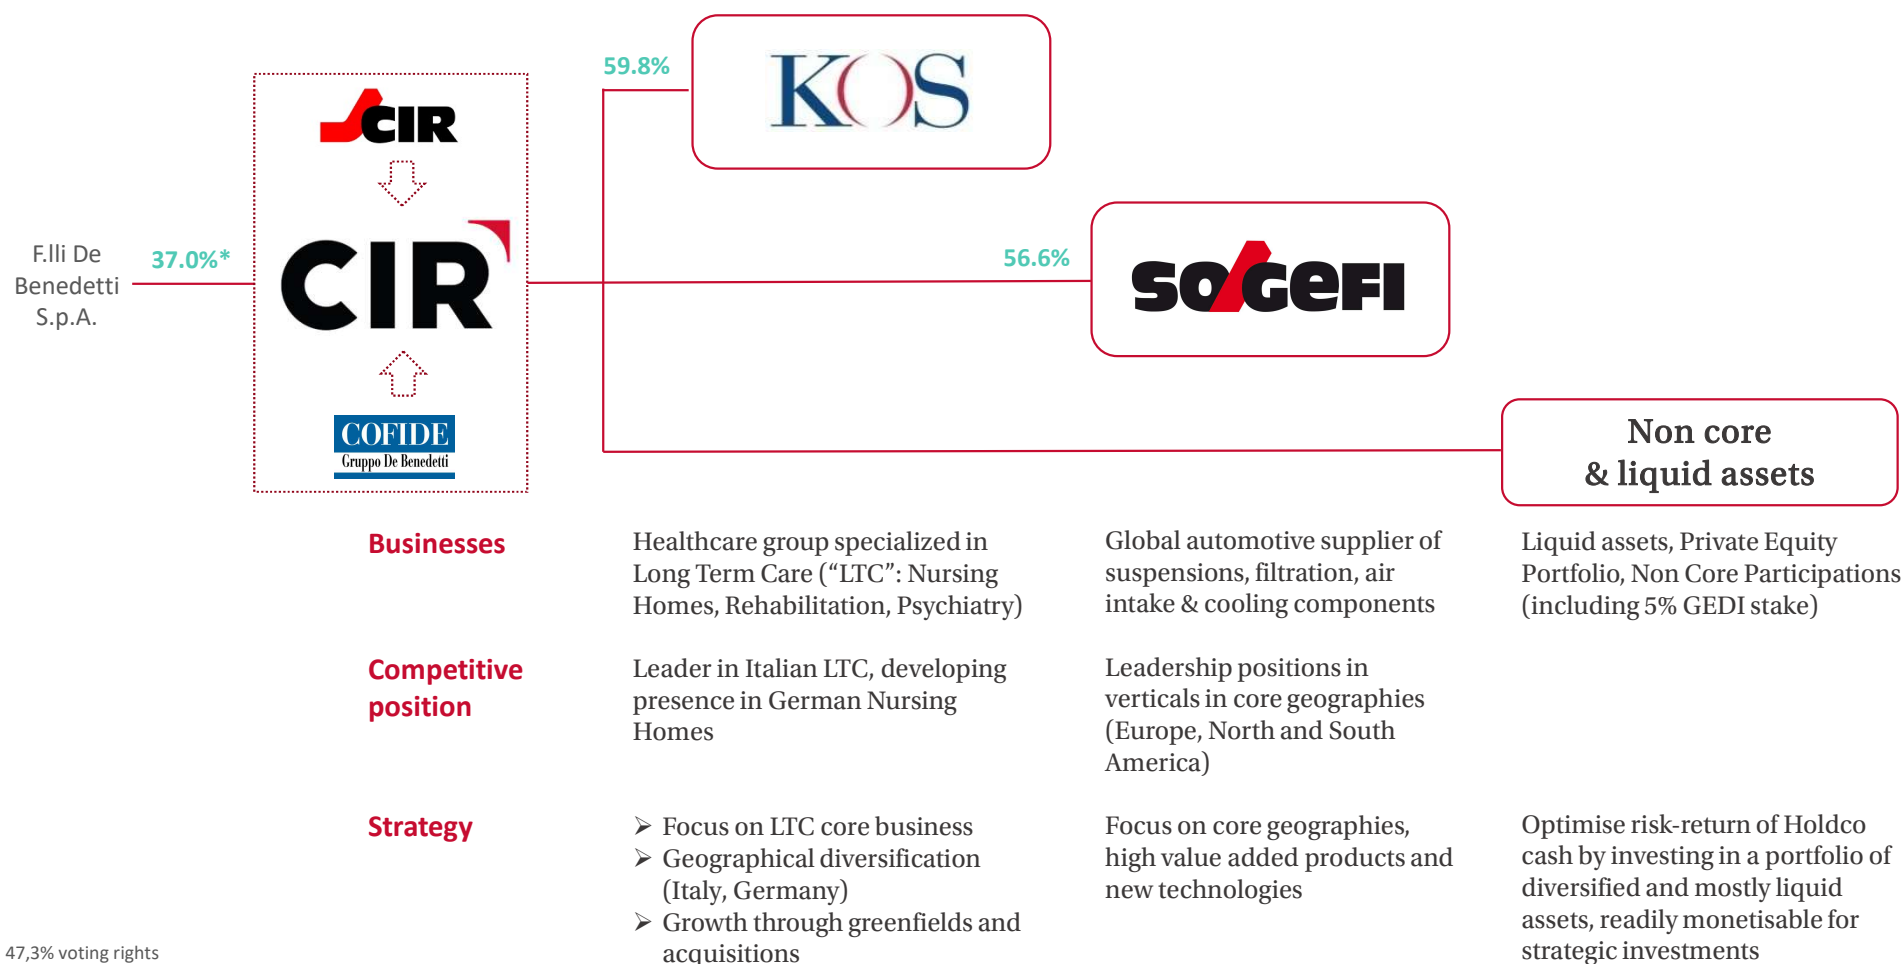 59.8%
KOS
CIR
F.lli De
Benedetti
S.p.A.
37.0%*
CIR
56.6%
SOGEFI
COFIDE
Gruppo De Benedetti
Non core
& liquid assets
Businesses
Healthcare group specialized in
Long Term Care (“LTC”: Nursing
Homes, Rehabilitation, Psychiatry)
Global automotive supplier of
suspensions, filtration, air
intake & cooling components
Liquid assets, Private Equity
Portfolio, Non Core Participations
(including 5% GEDI stake)
Competitive
position
Leader in Italian LTC, developing
presence in German Nursing
Homes
Leadership positions in
verticals in core geographies
(Europe, North and South
America)
Strategy
➢ Focus on LTC core business
➢ Geographical diversification
(Italy, Germany)
➢ Growth through greenfields and
acquisitions
Focus on core geographies,
high value added products and
new technologies
Optimise risk-return of Holdco
cash by investing in a portfolio of
diversified and mostly liquid
assets, readily monetisable for
strategic investments
47,3% voting rights